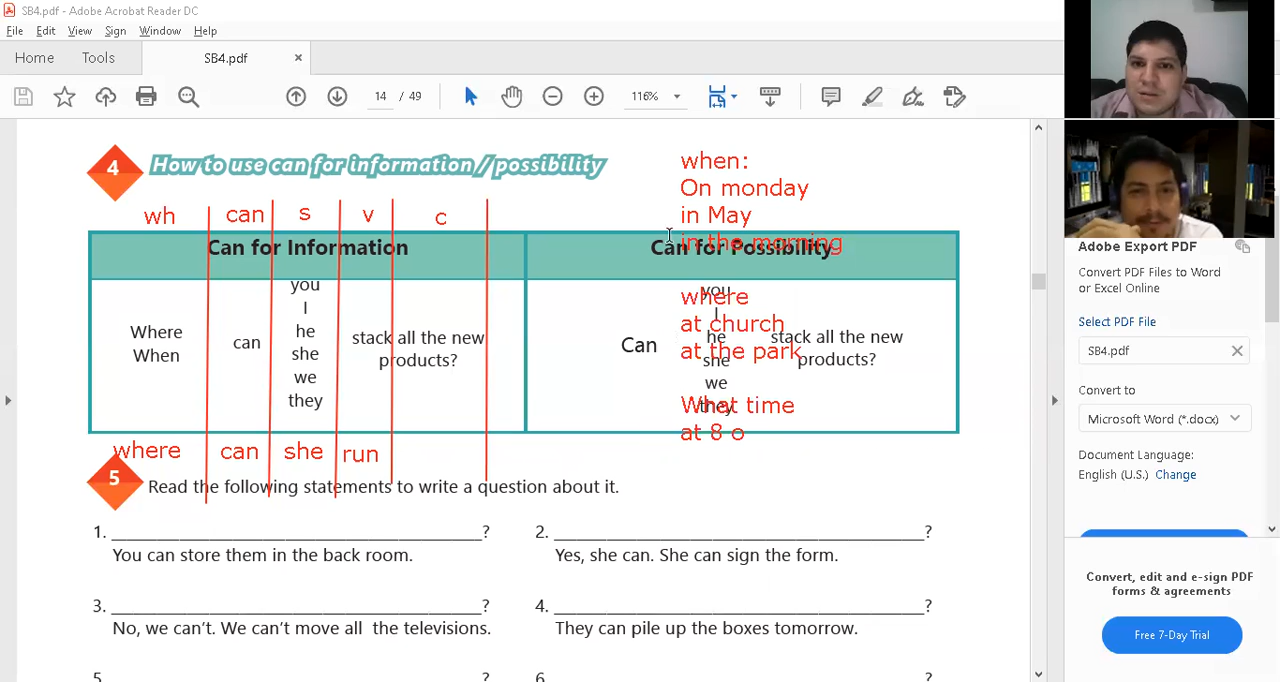 SB4.pdf - Adobe Acrobat Reader DC
File Edit View Sign Window Help
Home Tools SB4.pdf ×
14 / 49 116%
4 How to use can for information / possibility
when:
On monday
in May
in the morning
wh can s v c
Can for Information Can for Possibility
Where
When
can
you
I
he
she
we
they
stack all the new
products?
Can
you
I
he
she
we
they
stack all the new
products?
where
at church
at the park
What time
at 8 o
where can she run
5 Read the following statements to write a question about it.
1. ?
You can store them in the back room.
2. ?
Yes, she can. She can sign the form.
3. ?
No, we can't. We can't move all the televisions.
4. ?
They can pile up the boxes tomorrow.
5.
6.
Adobe Export PDF
Convert PDF Files to Word
or Excel Online
Select PDF File
SB4.pdf
Convert to
Microsoft Word (*.docx)
Document Language:
English (U.S.) Change
Convert, edit and e-sign PDF
forms & agreements
Free 7-Day Trial